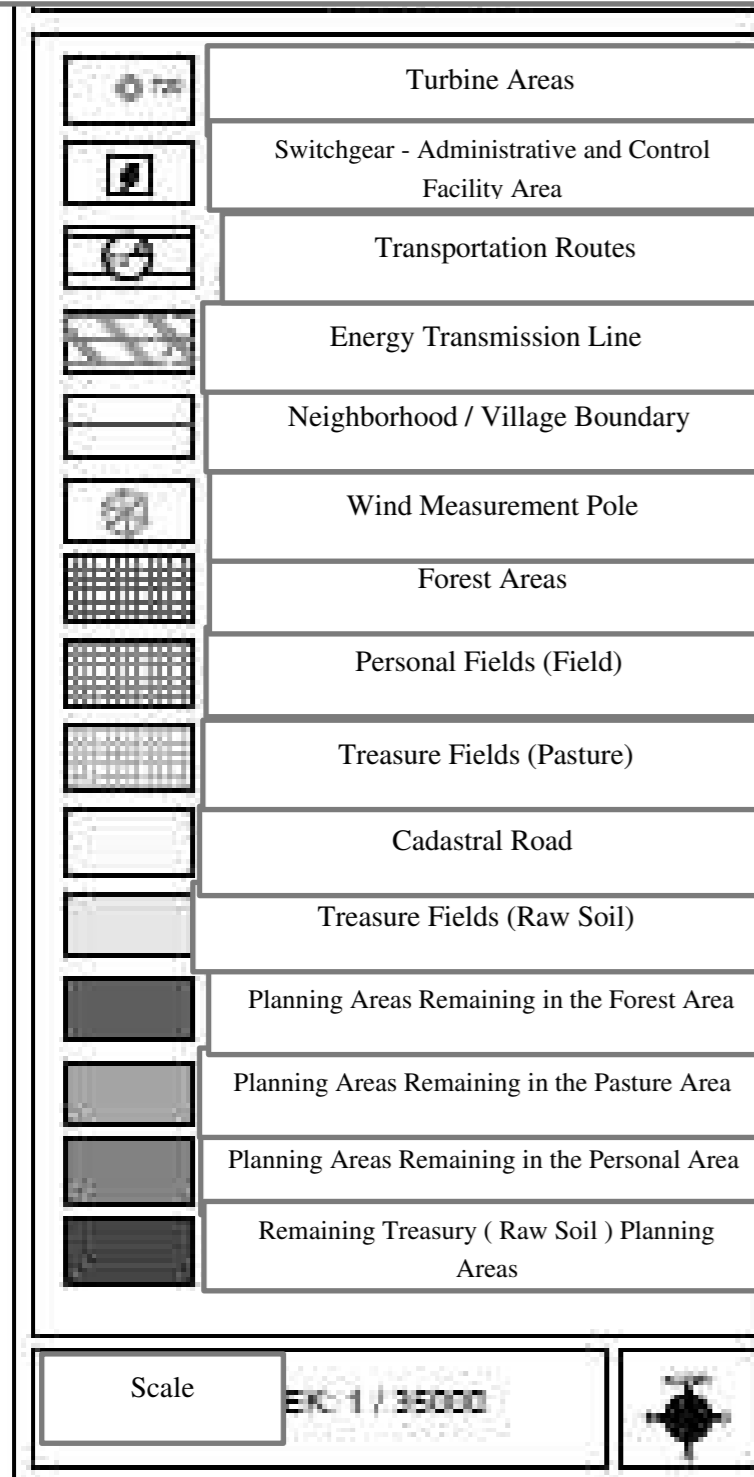 Turbine Areas
Switchgear - Administrative and Control
Facility Area
Transportation Routes
Energy Transmission Line
Neighborhood / Village Boundary
Wind Measurement Pole
Forest Areas
Personal Fields (Field)
Treasure Fields (Pasture)
Cadastral Road
Treasure Fields (Raw Soil)
Planning Areas Remaining in the Forest Area
Planning Areas Remaining in the Pasture Area
Planning Areas Remaining in the Personal Area
Remaining Treasury ( Raw Soil ) Planning
Areas
Scale EK: 1 / 35000